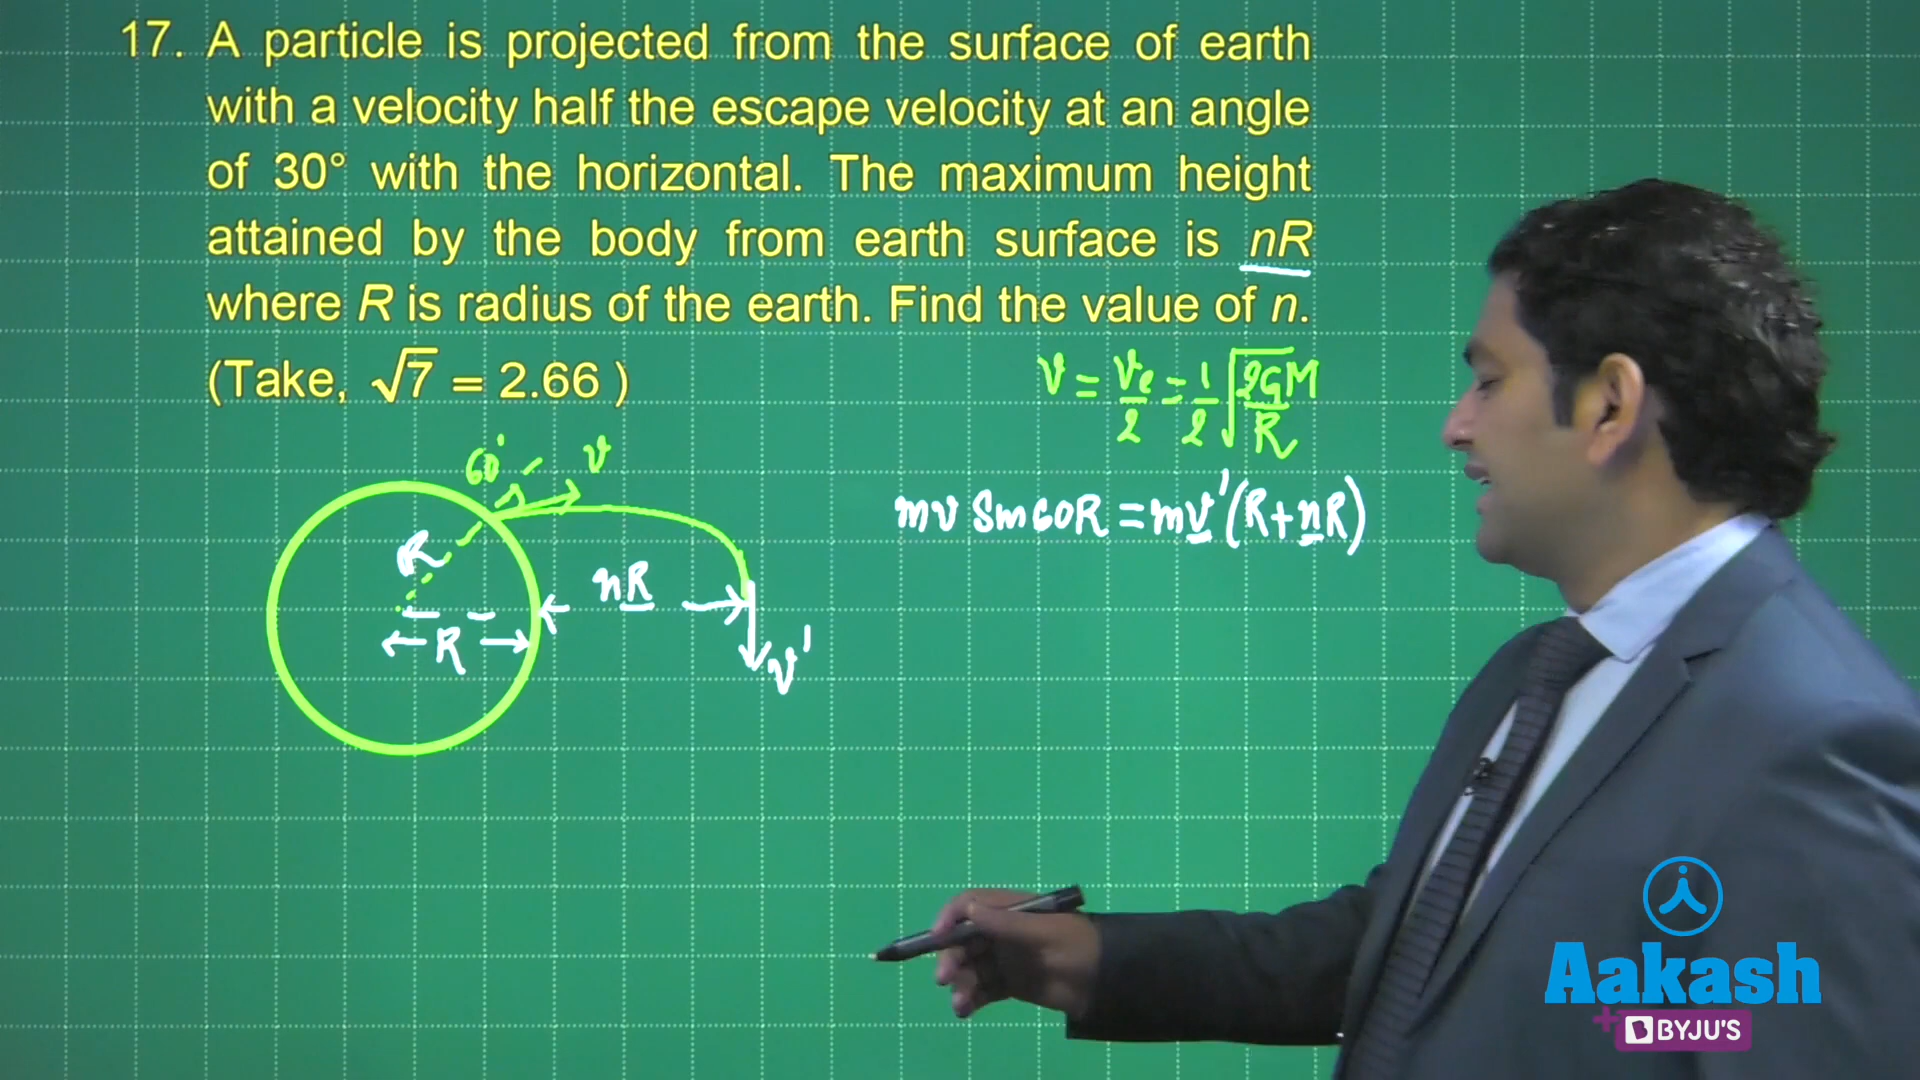 17. A particle is projected from the surface of earth
with a velocity half the escape velocity at an angle
of 30° with the horizontal. The maximum height
attained by the body from earth surface is nR
where R is radius of the earth. Find the value of n.
(Take, √7 = 2.66 )
v = ve/2 = 1/2 √(2GM/R)
60° v
mv Sin60R = mv'(R+nR)
R
nR
R
v'
Aakash
+ BYJU'S